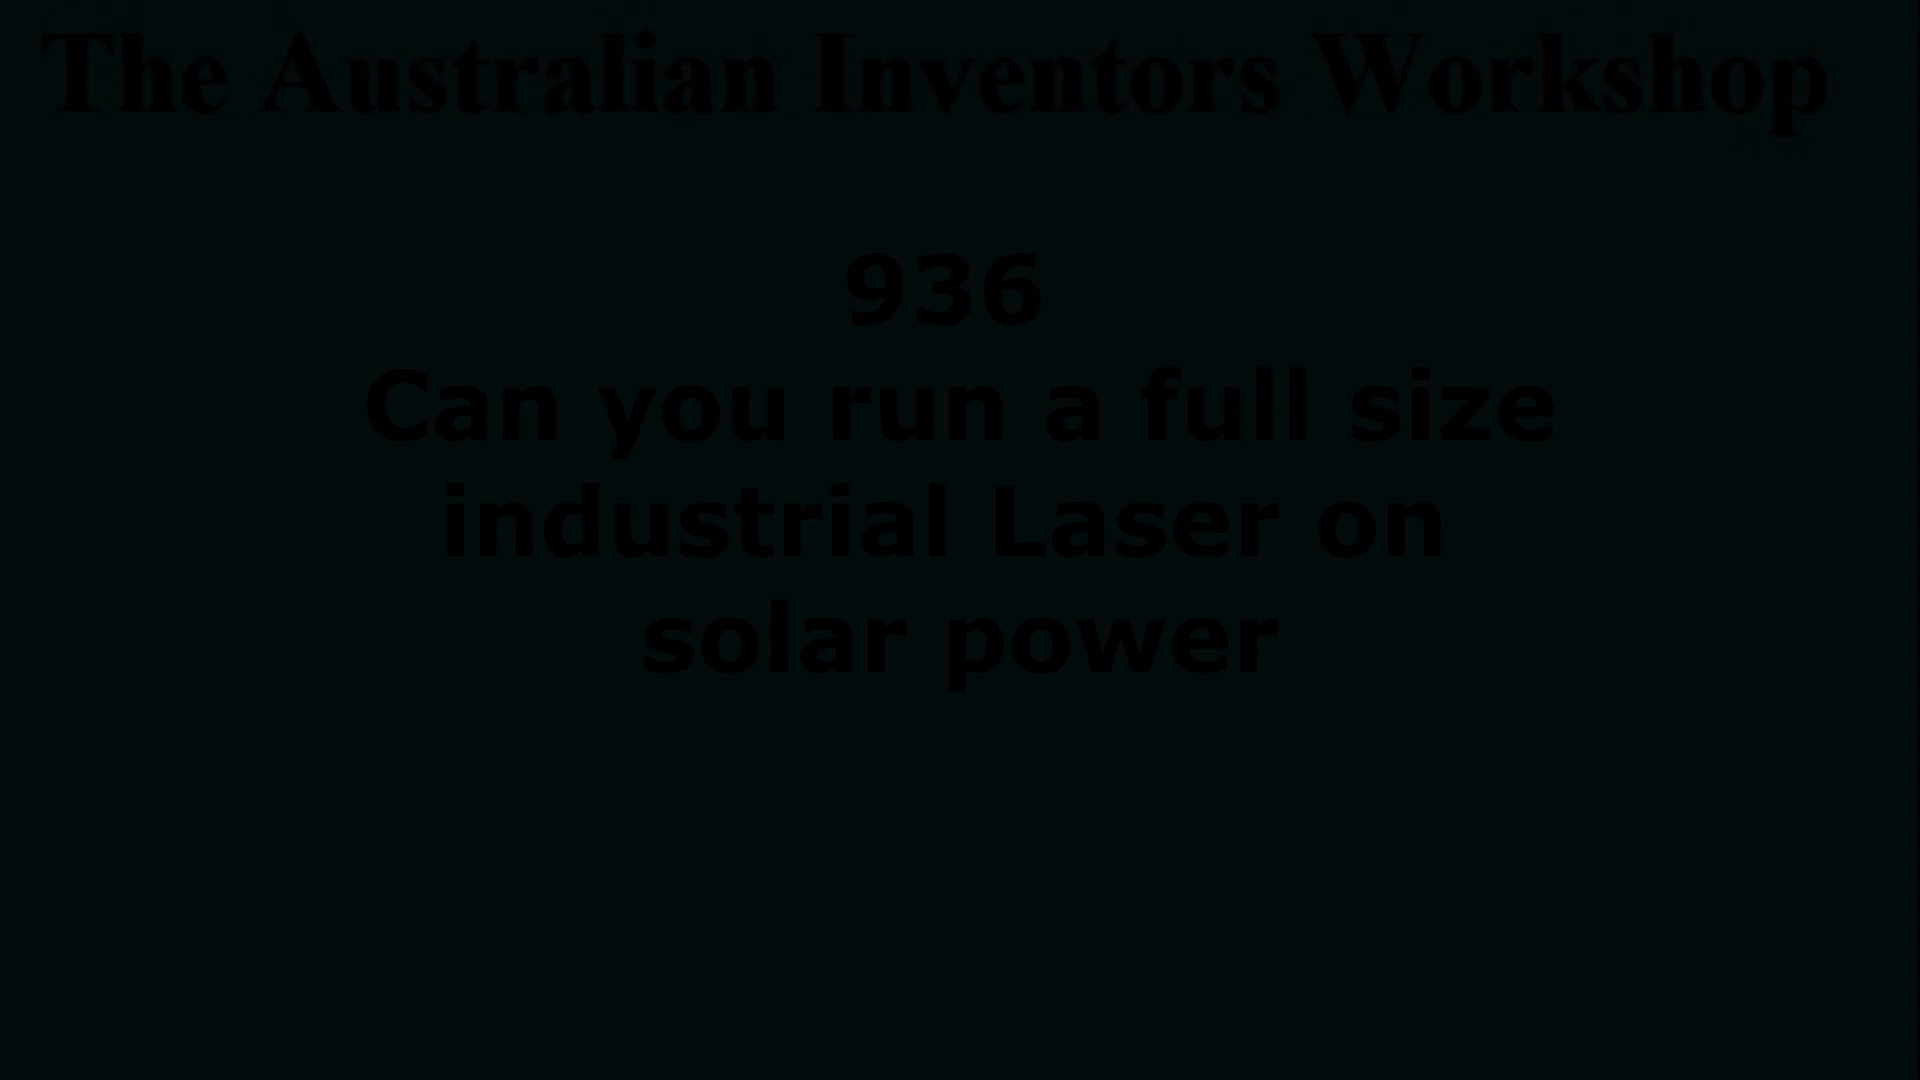 The Australian Inventors Workshop
936
Can you run a full size
industrial Laser on
solar power